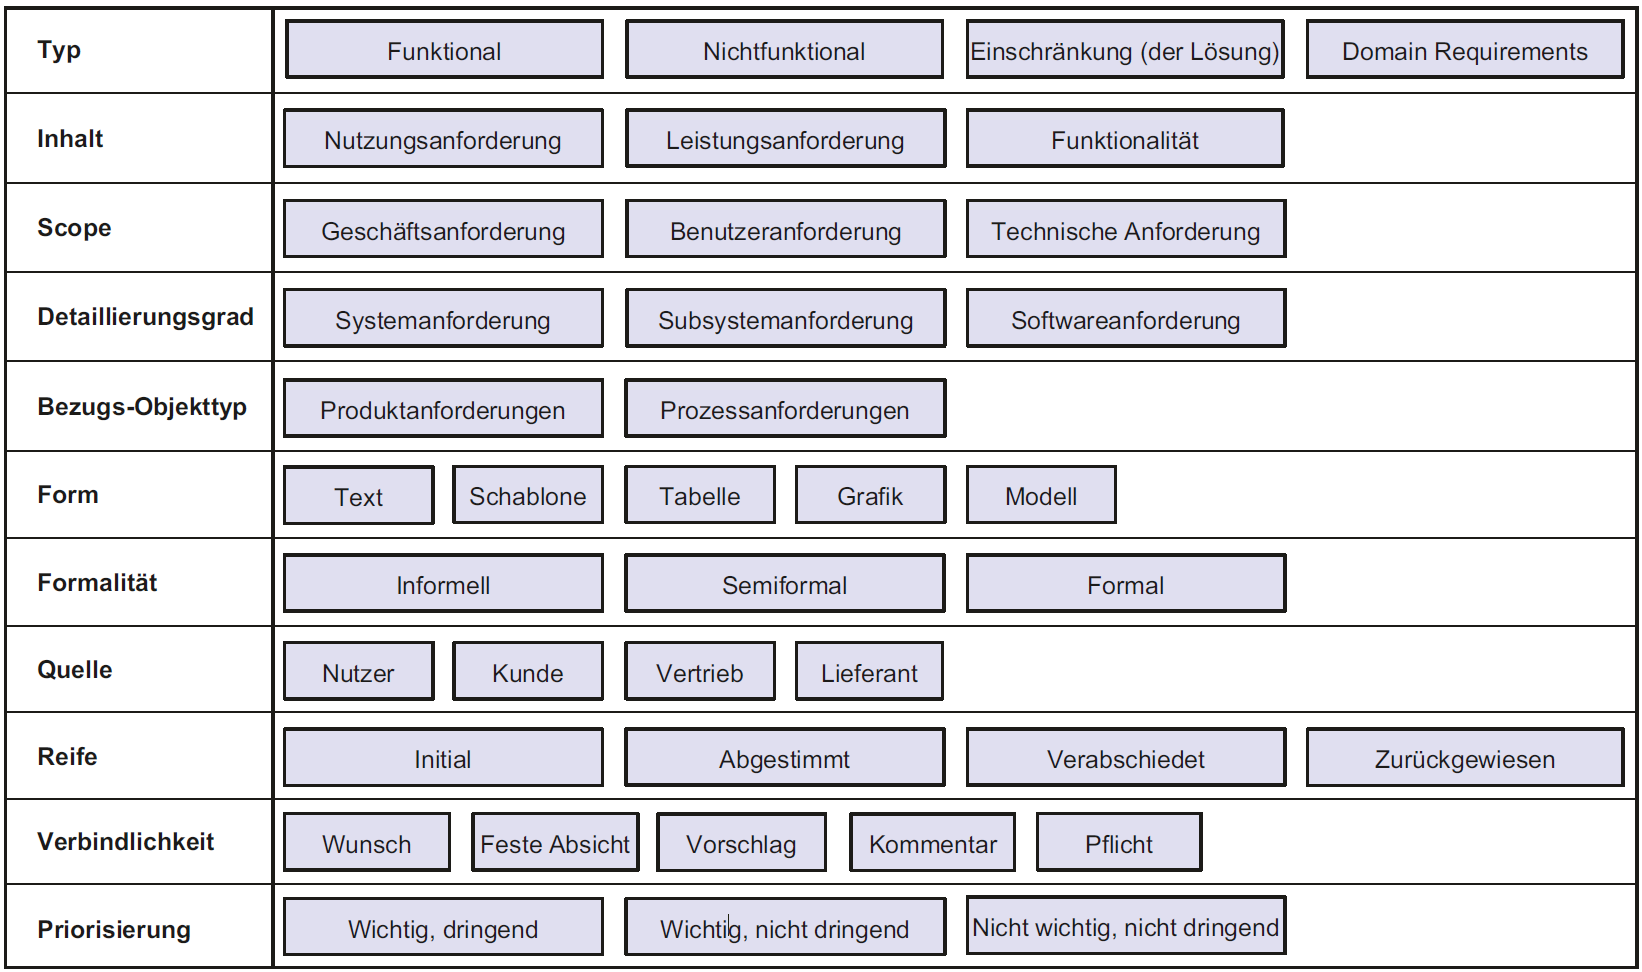 Typ Funktional Nichtfunktional Einschränkung (der Lösung) Domain Requirements
Inhalt Nutzungsanforderung Leistungsanforderung Funktionalität
Scope Geschäftsanforderung Benutzeranforderung Technische Anforderung
Detaillierungsgrad Systemanforderung Subsystemanforderung Softwareanforderung
Bezugs-Objekttyp Produktanforderungen Prozessanforderungen
Form Text Schablone Tabelle Grafik Modell
Formalität Informell Semiformal Formal
Quelle Nutzer Kunde Vertrieb Lieferant
Reife Initial Abgestimmt Verabschiedet Zurückgewiesen
Verbindlichkeit Wunsch Feste Absicht Vorschlag Kommentar Pflicht
Priorisierung Wichtig, dringend Wichtig, nicht dringend Nicht wichtig, nicht dringend